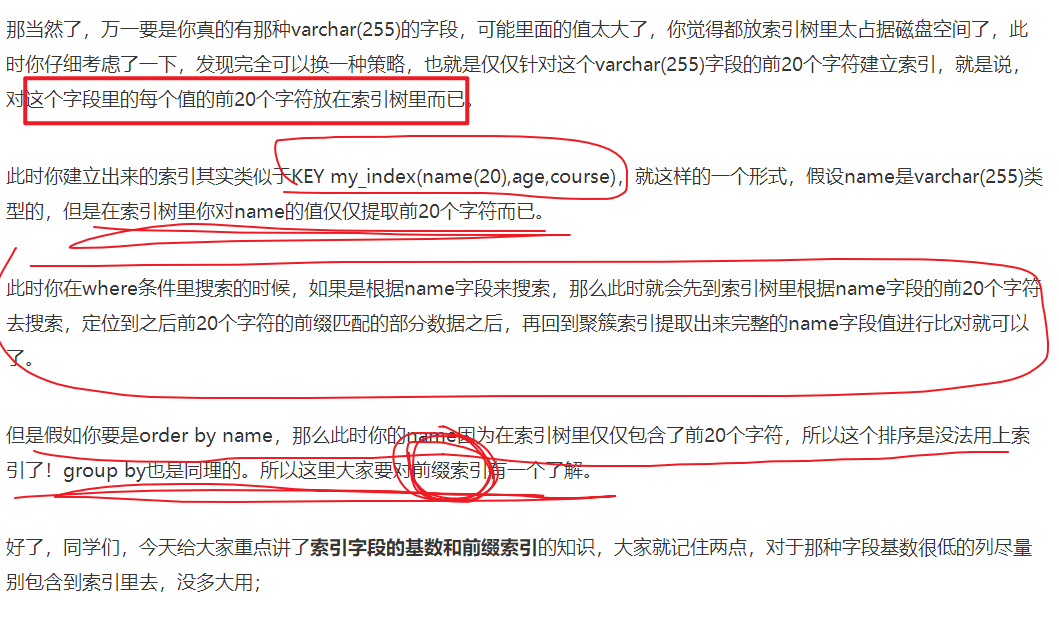 那当然了，万一要是你真的有那种varchar(255)的字段，可能里面的值太大了，你觉得都放索引树里太占据磁盘空间了，此
时你仔细考虑了一下，发现完全可以换一种策略，也就是仅仅针对这个varchar(255)字段的前20个字符建立索引，就是说，
对这个字段里的每个值的前20个字符放在索引树里而已。
此时你建立出来的索引其实类似于KEY my_index(name(20),age,course)，就这样的一个形式，假设name是varchar(255)类
型的，但是在索引树里你对name的值仅仅提取前20个字符而已。
此时你在where条件里搜索的时候，如果是根据name字段来搜索，那么此时就会先到索引树里根据name字段的前20个字符
去搜索，定位到之后前20个字符的前缀匹配的部分数据之后，再回到聚簇索引提取出来完整的name字段值进行比对就可以
了。
但是假如你要是order by name，那么此时你的name因为在索引树里仅仅包含了前20个字符，所以这个排序是没法用上索
引了！group by也是同理的。所以这里大家要对前缀索引有一个了解。
好了，同学们，今天给大家重点讲了索引字段的基数和前缀索引的知识，大家就记住两点，对于那种字段基数很低的列尽量
别包含到索引里去，没多大用；